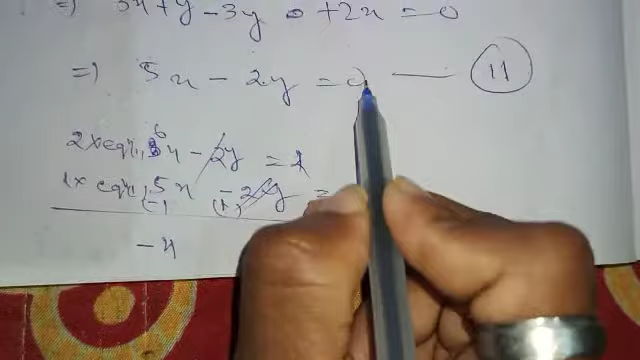 =) 3x + y - 3y + 2x = 0
=) 5x - 2y = 0 — (11)
2x eqn, 6x - 2y = 2
1x eqn, 5x - 2y =
(-) (+)
- x